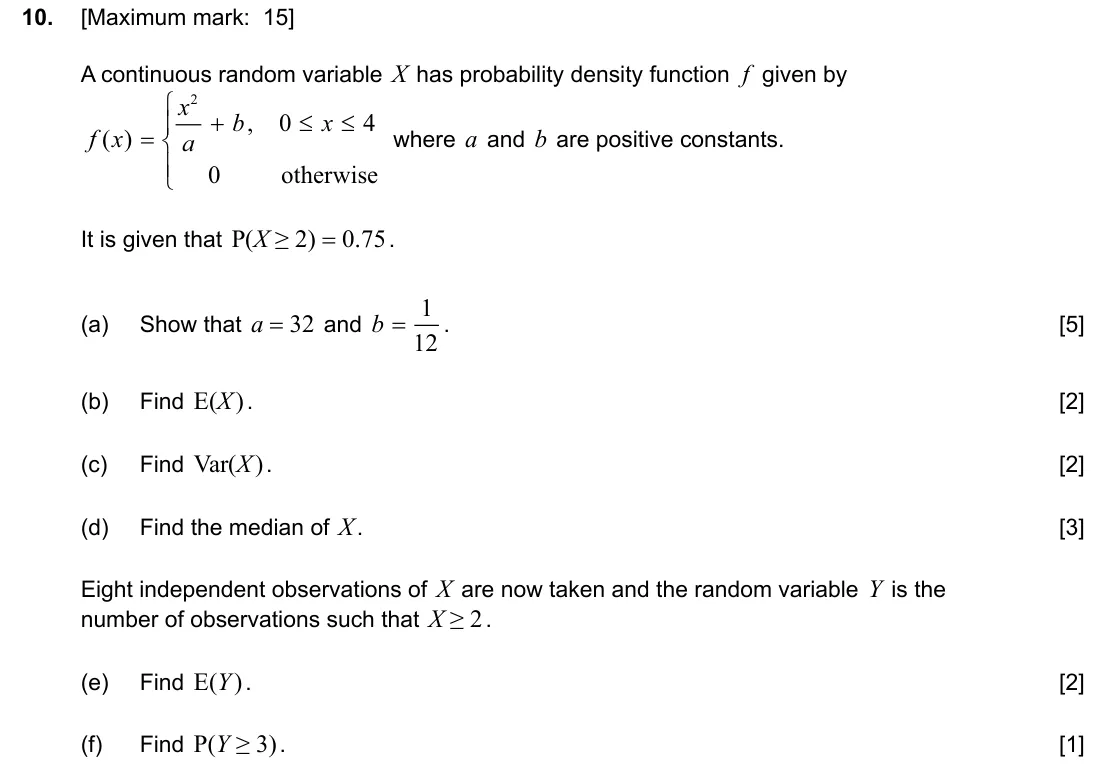 10. [Maximum mark: 15]
A continuous random variable X has probability density function f given by
f(x) = { x²/a + b, 0 ≤ x ≤ 4
0 otherwise
where a and b are positive constants.
It is given that P(X ≥ 2) = 0.75.
(a) Show that a = 32 and b = 1/12. [5]
(b) Find E(X). [2]
(c) Find Var(X). [2]
(d) Find the median of X. [3]
Eight independent observations of X are now taken and the random variable Y is the
number of observations such that X ≥ 2.
(e) Find E(Y). [2]
(f) Find P(Y ≥ 3). [1]